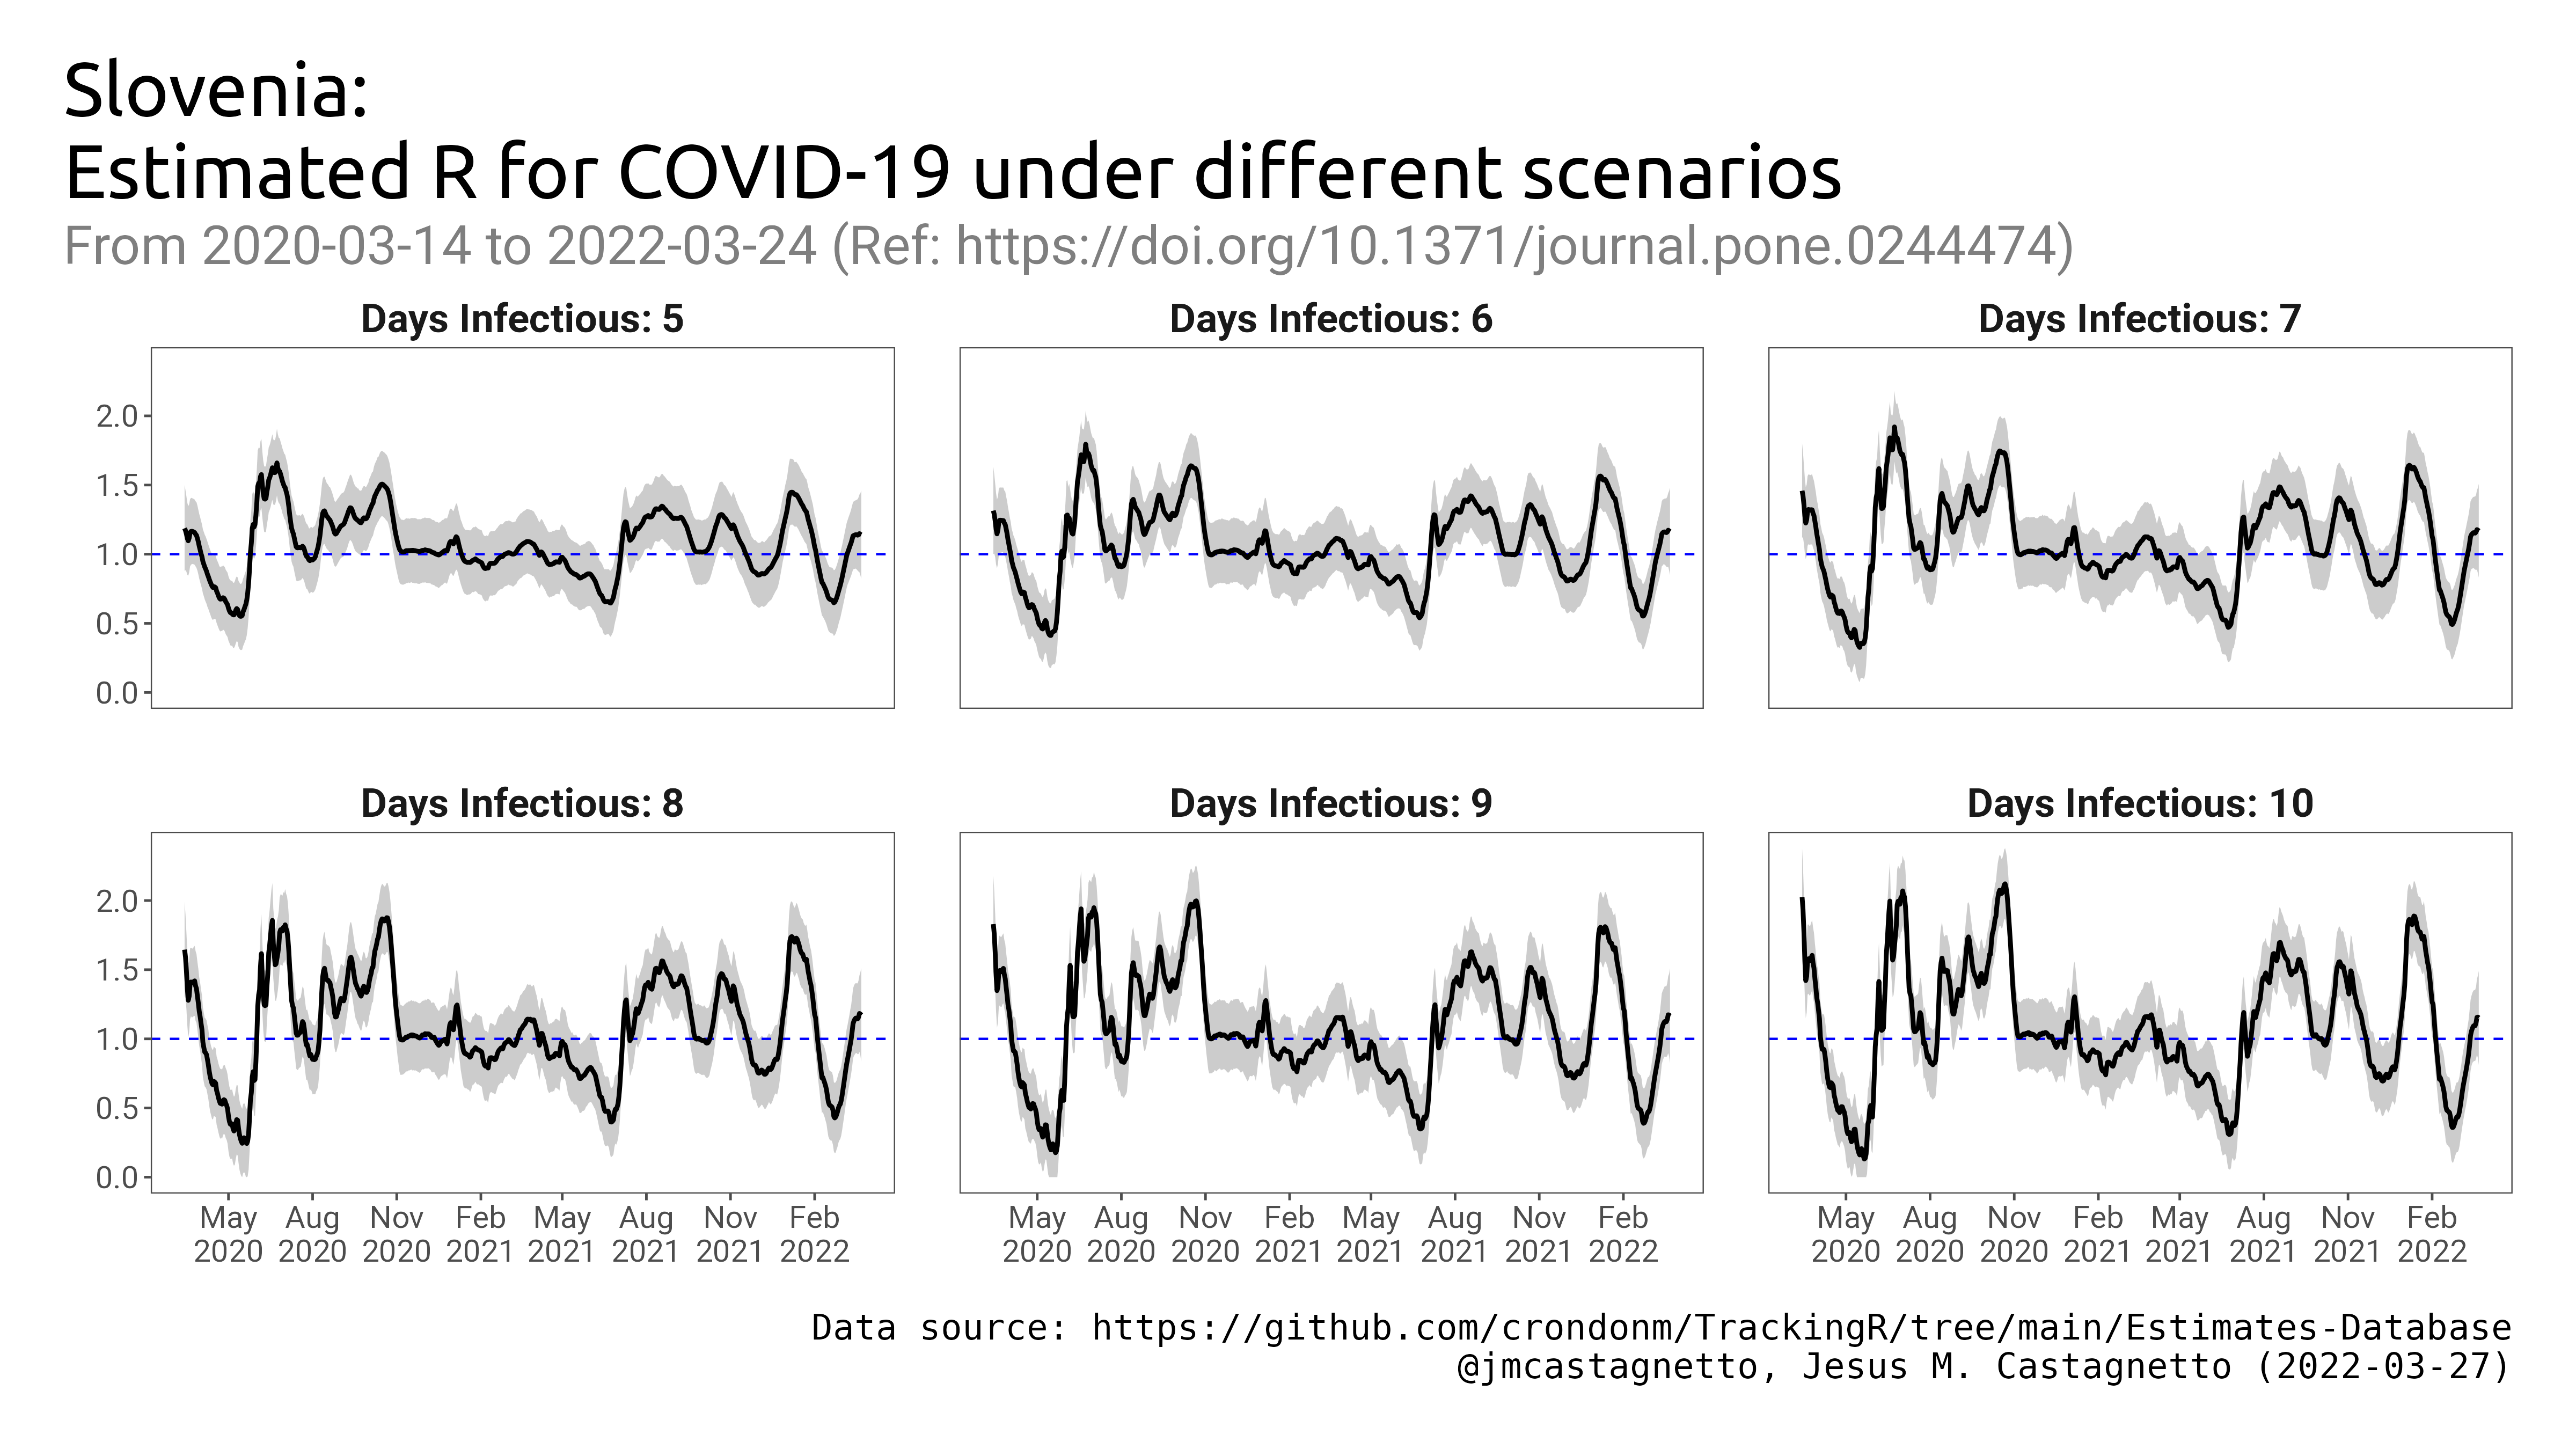 Slovenia:
Estimated R for COVID-19 under different scenarios
From 2020-03-14 to 2022-03-24 (Ref: https://doi.org/10.1371/journal.pone.0244474)
Days Infectious: 5
Days Infectious: 6
Days Infectious: 7
2.0
1.5
1.0
0.5
0.0
Days Infectious: 8
Days Infectious: 9
Days Infectious: 10
2.0
1.5
1.0
0.5
0.0
May Aug Nov Feb May Aug Nov Feb
2020 2020 2020 2021 2021 2021 2021 2022
May Aug Nov Feb May Aug Nov Feb
2020 2020 2020 2021 2021 2021 2021 2022
May Aug Nov Feb May Aug Nov Feb
2020 2020 2020 2021 2021 2021 2021 2022
Data source: https://github.com/crondonm/TrackingR/tree/main/Estimates-Database
@jmcastagnetto, Jesus M. Castagnetto (2022-03-27)